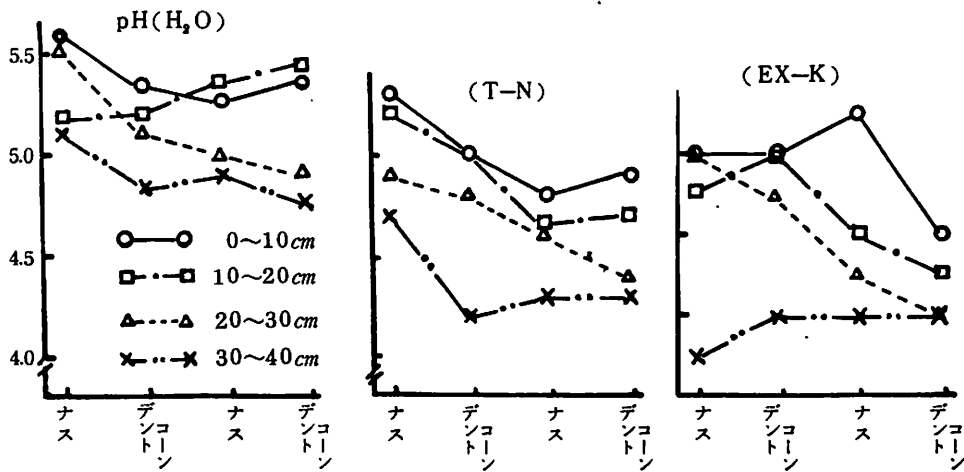 pH(H₂O)
(T-N)
(EX-K)
5.5
5.0
4.5
4.0
0~10cm
10~20cm
20~30cm
30~40cm
ナス
デントコーン
ナス
デントコーン
ナス
デントコーン
ナス
デントコーン
ナス
デントコーン
ナス
デントコーン